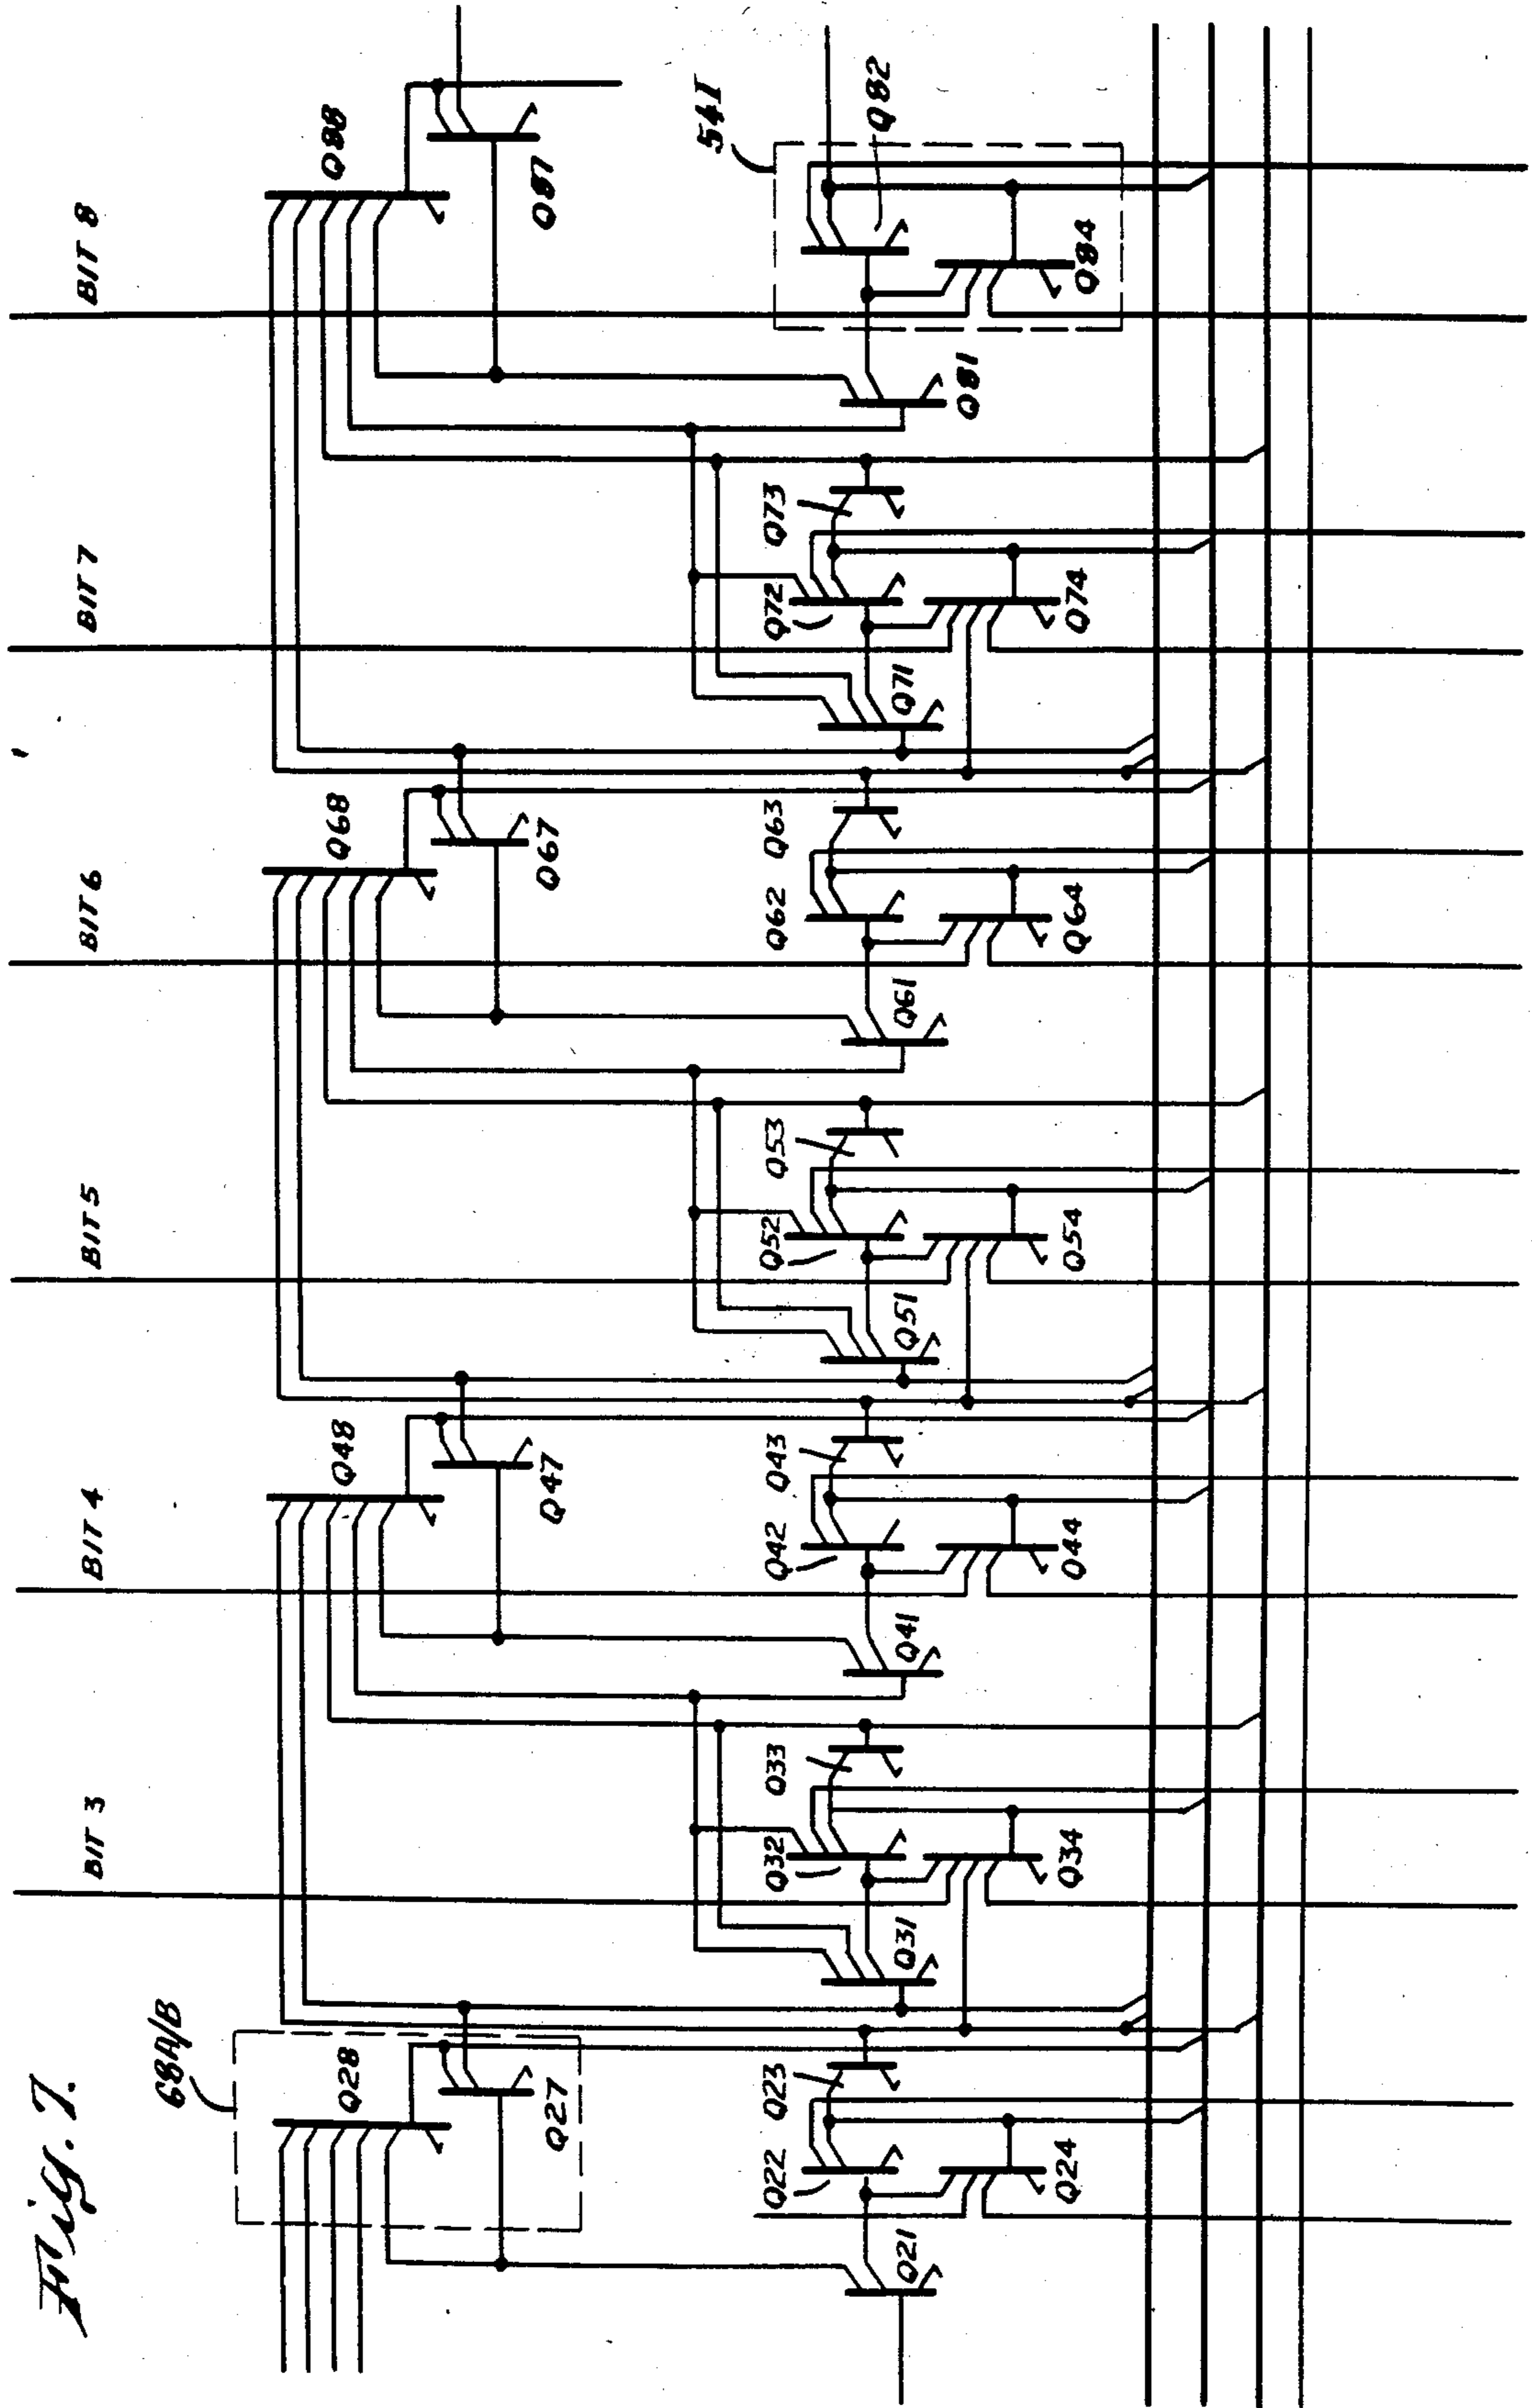 Fig. 7.
BIT 3
BIT 4
BIT 5
BIT 6
BIT 7
BIT 8
68A/B
Q28
Q48
Q68
Q88
Q27
Q47
Q67
Q87
54I
Q22
Q23
Q32
Q33
Q42
Q43
Q52
Q53
Q62
Q63
Q72
Q73
Q82
Q21
Q31
Q41
Q51
Q61
Q71
Q81
Q24
Q34
Q44
Q54
Q64
Q74
Q84